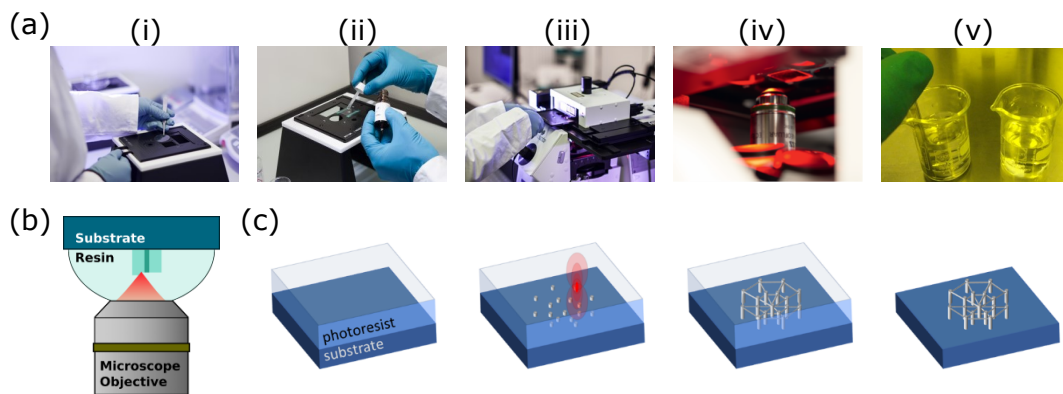 (a)
(i)
(ii)
(iii)
(iv)
(v)
(b)
Substrate
Resin
Microscope
Objective
(c)
photoresist
substrate